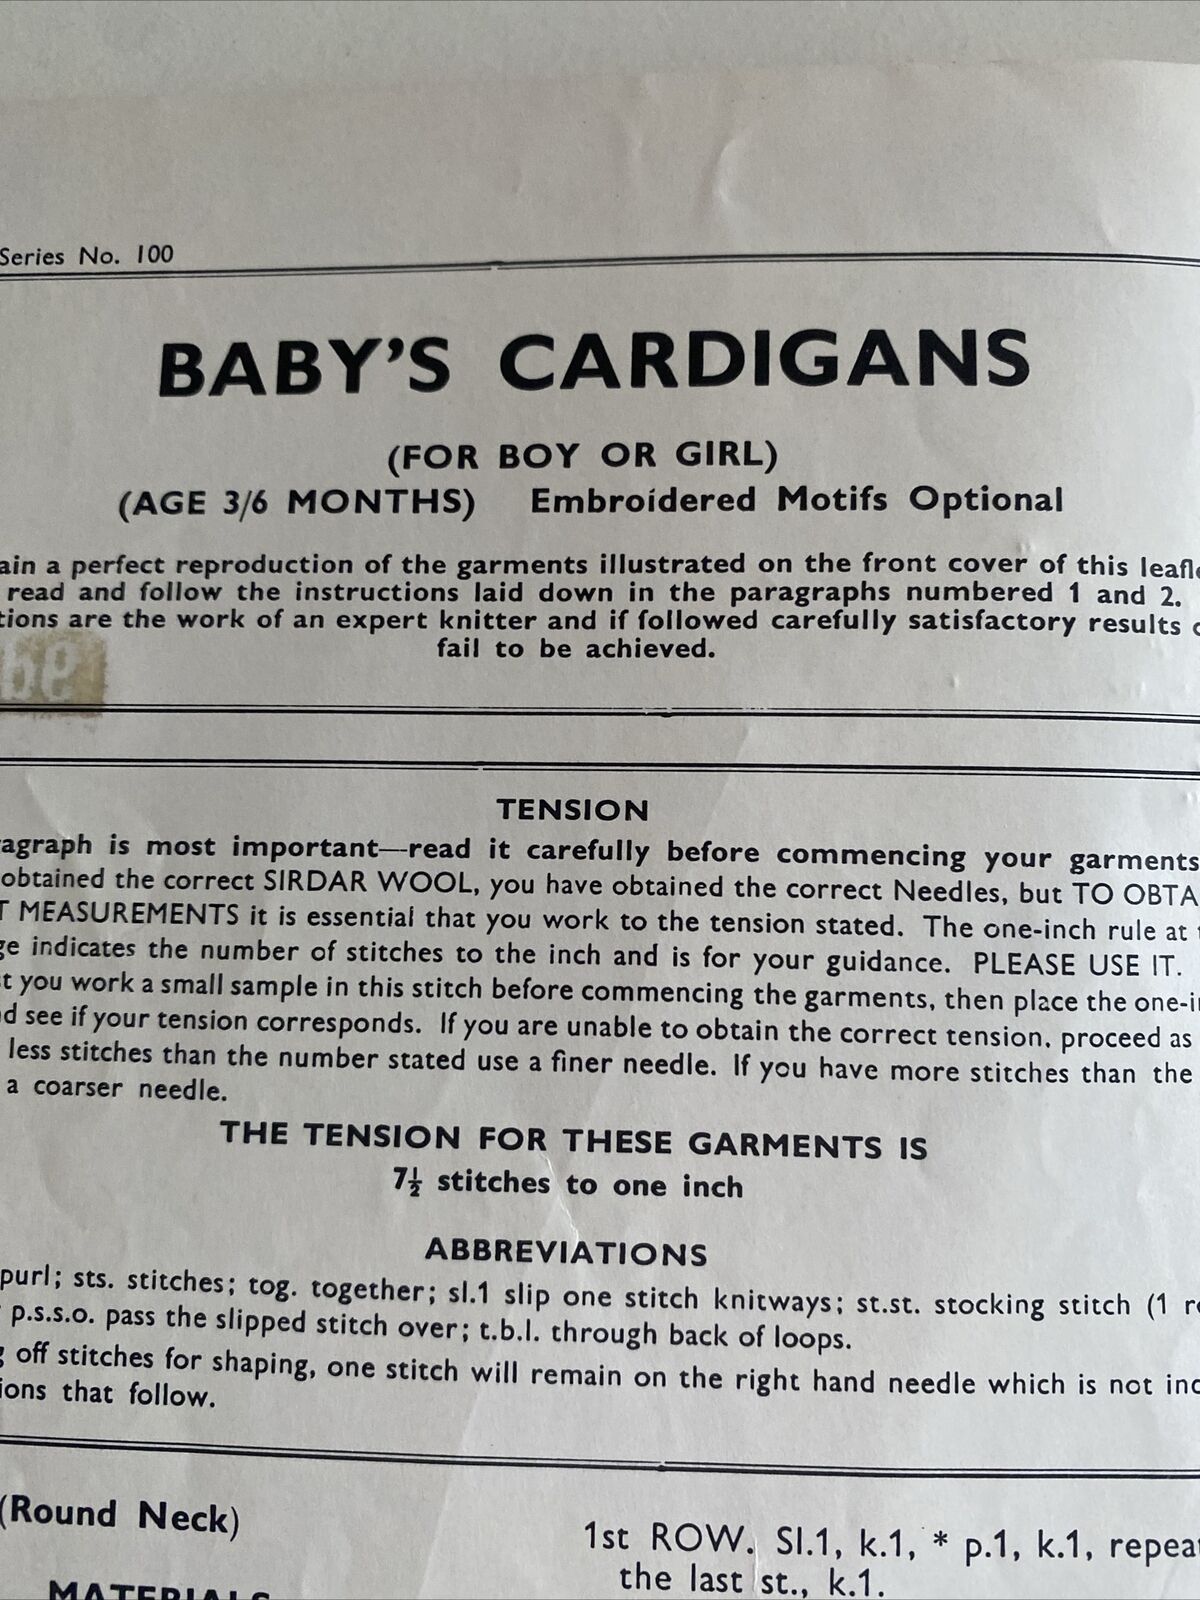 Series No. 100
BABY'S CARDIGANS
(FOR BOY OR GIRL)
(AGE 3/6 MONTHS) Embroidered Motifs Optional
a perfect reproduction of the garments illustrated on the front cover of this
read and follow the instructions laid down in the paragraphs numbered 1 and 2.
are the work of an expert knitter and if followed carefully satisfactory results
fail to be achieved.
TENSION
is most important—read it carefully before commencing your garments
obtained the correct SIRDAR WOOL, you have obtained the correct Needles, but TO
MEASUREMENTS it is essential that you work to the tension stated. The one-inch rule at
indicates the number of stitches to the inch and is for your guidance. PLEASE USE IT.
you work a small sample in this stitch before commencing the garments, then place the
see if your tension corresponds. If you are unable to obtain the correct tension, proceed as
less stitches than the number stated use a finer needle. If you have more stitches than the
a coarser needle.
THE TENSION FOR THESE GARMENTS IS
7½ stitches to one inch
ABBREVIATIONS
purl; sts. stitches; tog. together; sl.1 slip one stitch knitways; st.st. stocking stitch (1
p.s.s.o. pass the slipped stitch over; t.b.l. through back of loops.
off stitches for shaping, one stitch will remain on the right hand needle which is not
that follow.
(Round Neck)
MATERIALS
1st ROW. Sl.1, k.1, * p.1, k.1,
the last st., k.1.